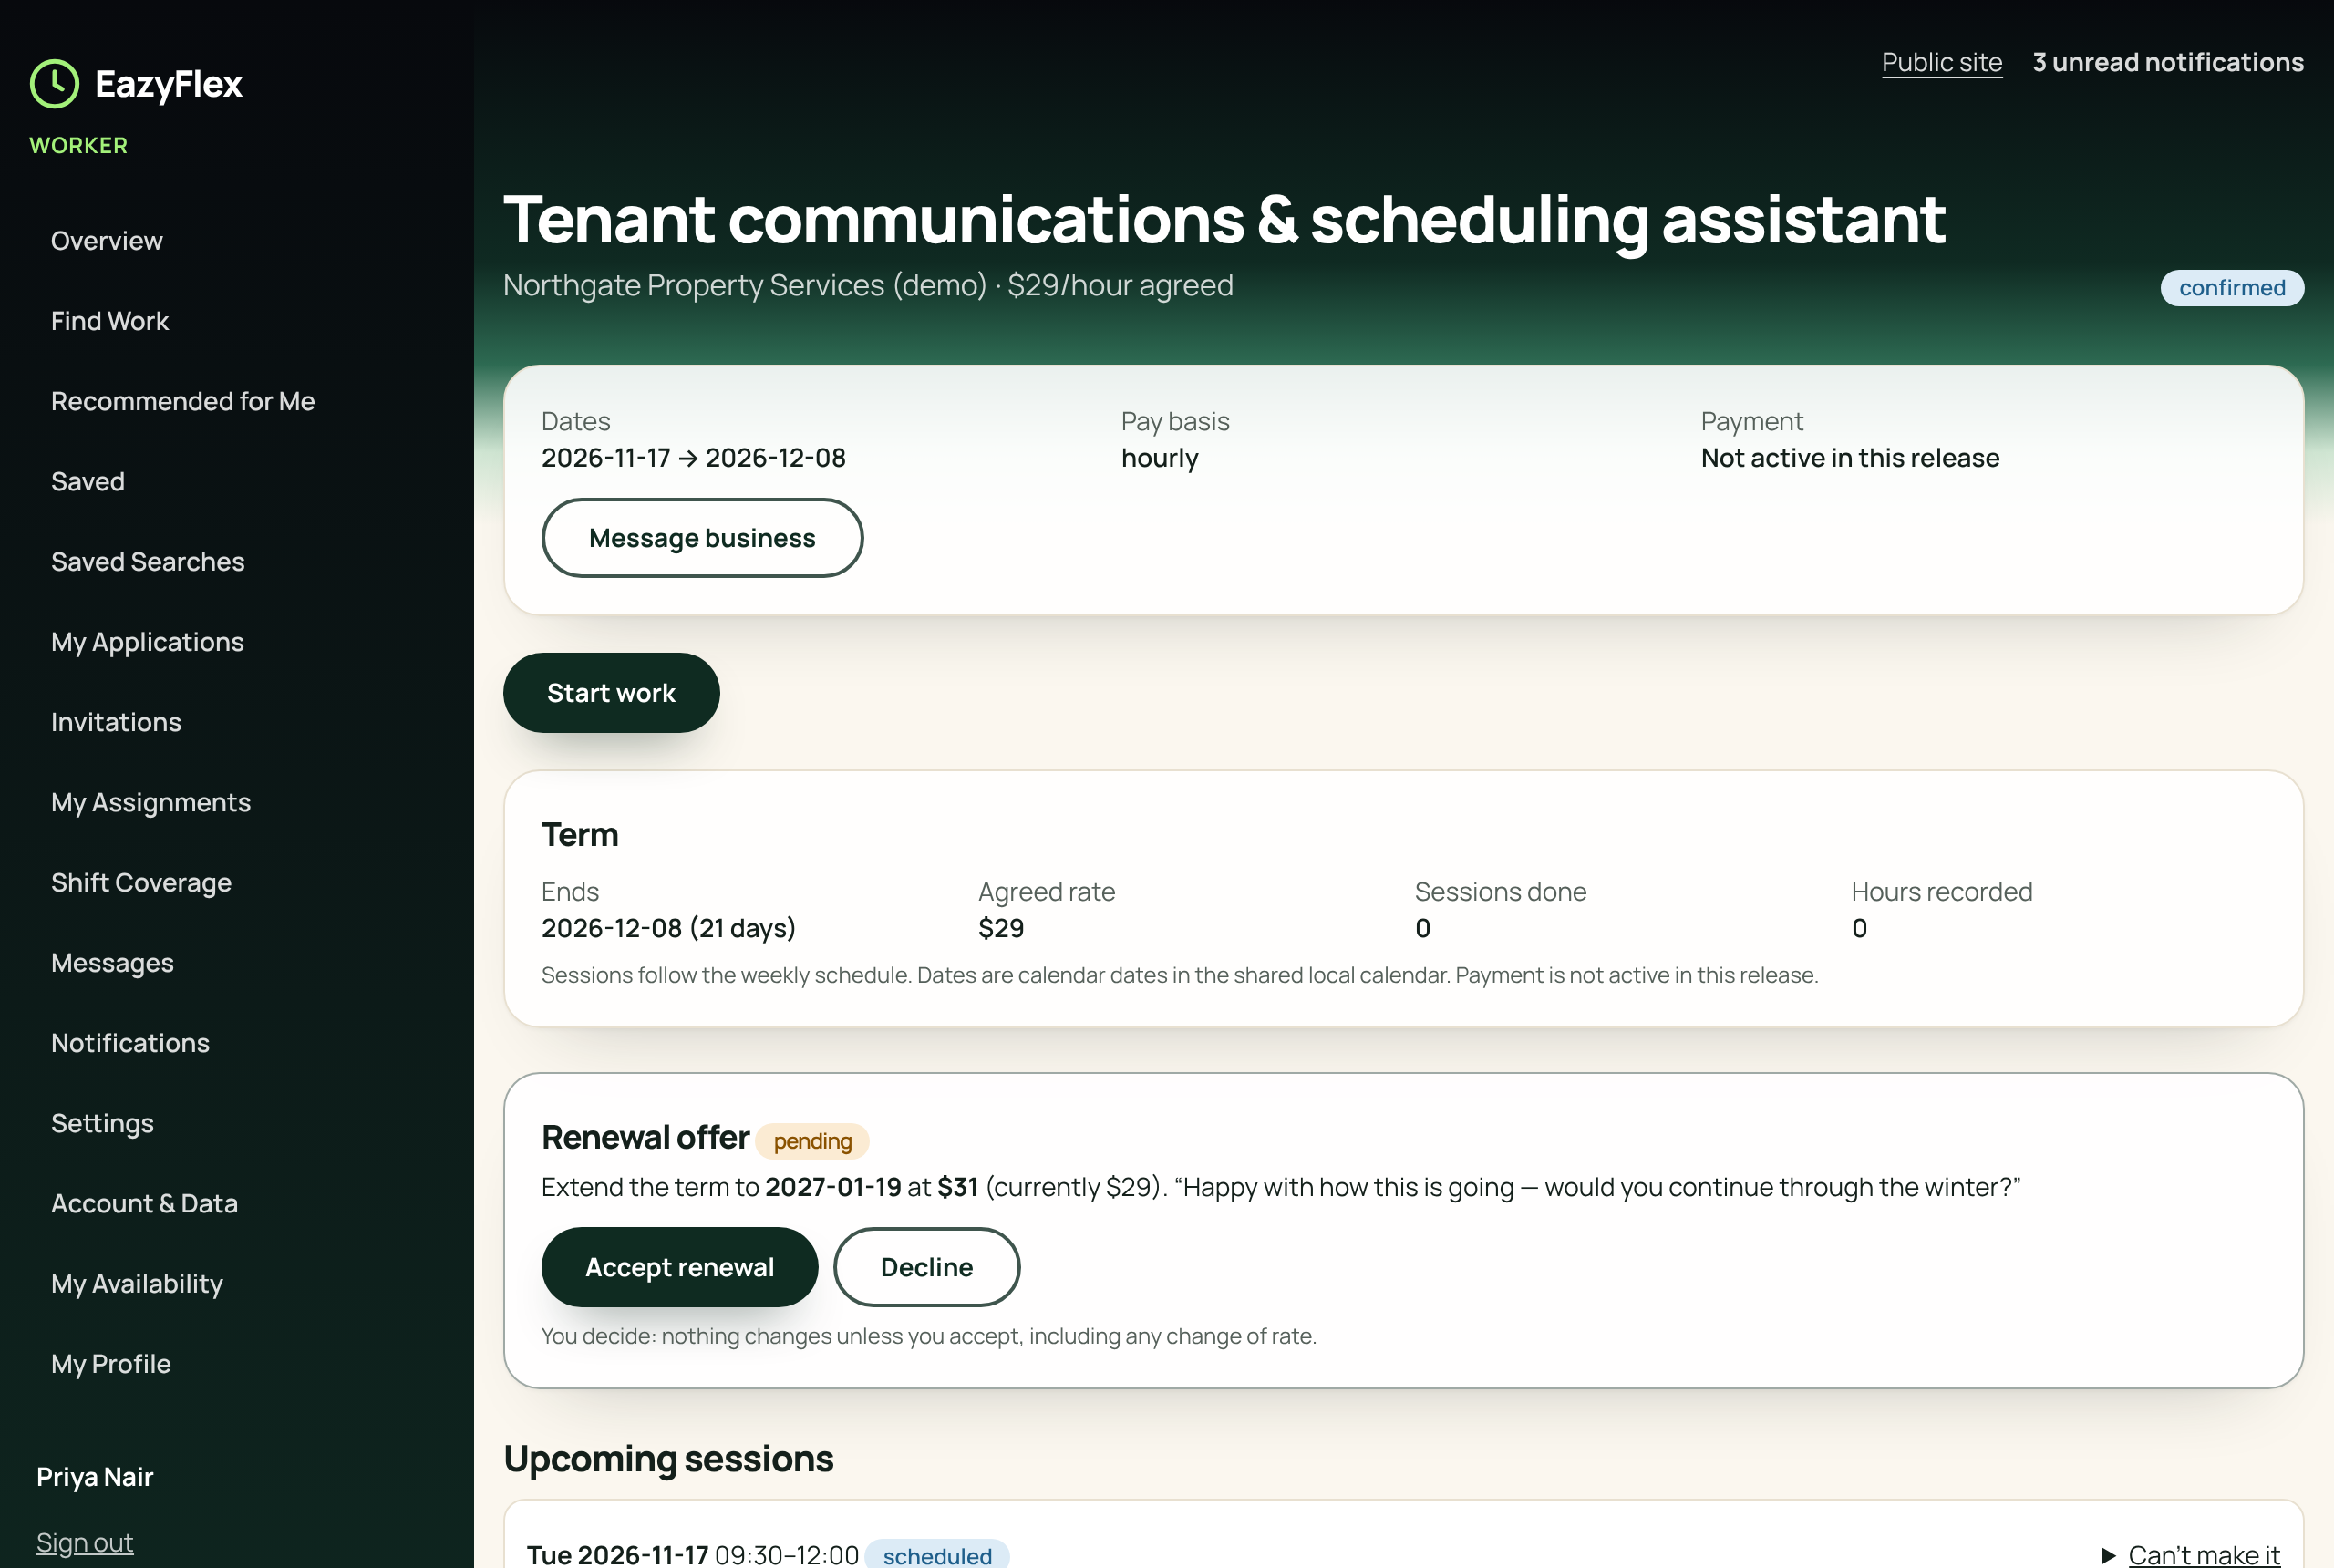 EazyFlex
WORKER
Overview
Find Work
Recommended for Me
Saved
Saved Searches
My Applications
Invitations
My Assignments
Shift Coverage
Messages
Notifications
Settings
Account & Data
My Availability
My Profile
Priya Nair
Sign out
Public site 3 unread notifications
Tenant communications & scheduling assistant
Northgate Property Services (demo) · $29/hour agreed
confirmed
Dates Pay basis Payment
2026-11-17 → 2026-12-08 hourly Not active in this release
Message business
Start work
Term
Ends Agreed rate Sessions done Hours recorded
2026-12-08 (21 days) $29 0 0
Sessions follow the weekly schedule. Dates are calendar dates in the shared local calendar. Payment is not active in this release.
Renewal offer pending
Extend the term to 2027-01-19 at $31 (currently $29). “Happy with how this is going — would you continue through the winter?”
Accept renewal Decline
You decide: nothing changes unless you accept, including any change of rate.
Upcoming sessions
Tue 2026-11-17 09:30–12:00 scheduled ▶ Can’t make it